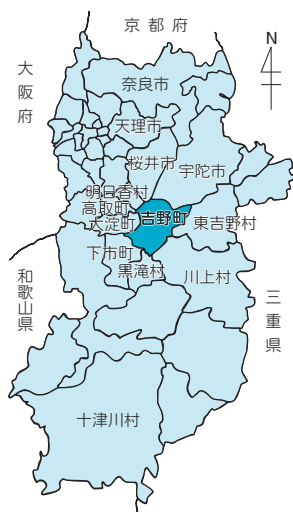 京都府
N
大阪府
奈良市
天理市
桜井市
宇陀市
明日香村
高取町
吉野町
大淀町
東吉野村
下市町
黒滝村
川上村
和歌山県
三重県
十津川村